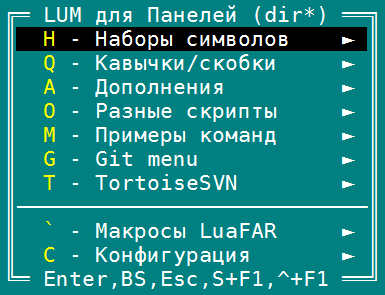 LUM для Панелей (dir*)
H - Наборы символов ►
Q - Кавычки/скобки ►
A - Дополнения ►
O - Разные скрипты ►
M - Примеры команд ►
G - Git menu ►
T - TortoiseSVN ►
` - Макросы LuaFAR ►
C - Конфигурация ►
Enter,BS,Esc,S+F1,^+F1